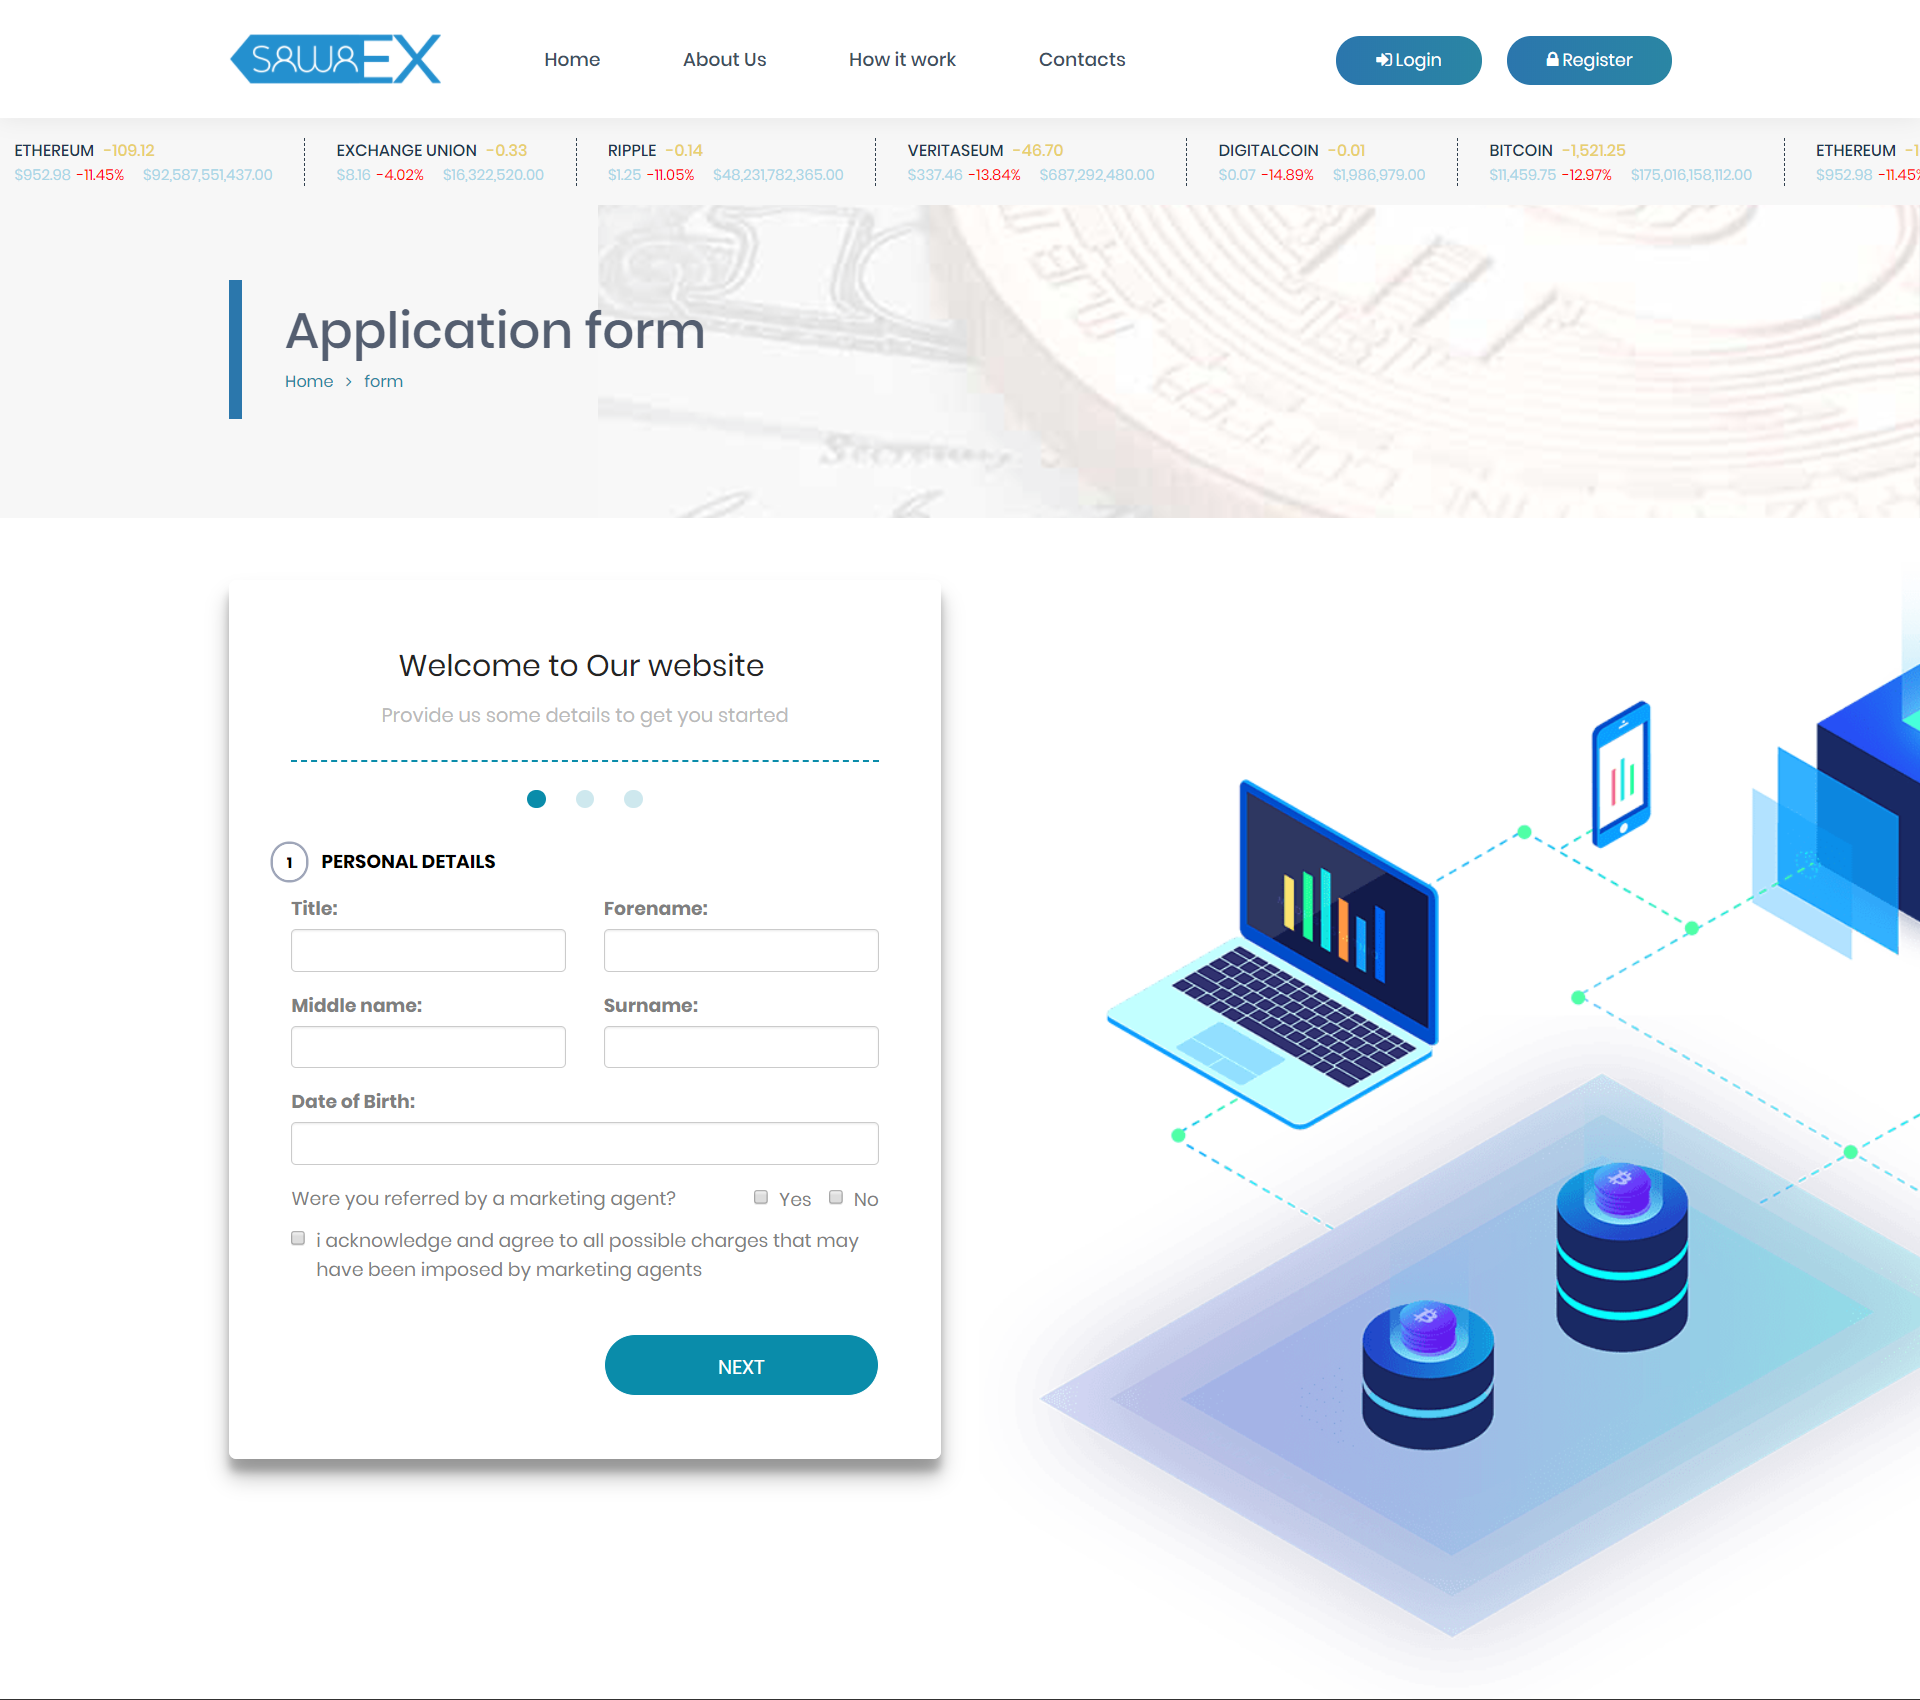 SAWAEX
Home
About Us
How it work
Contacts
Login
Register
ETHEREUM -109.12
$952.98 -11.45% $92,587,551,437.00
EXCHANGE UNION -0.33
$8.16 -4.02% $16,322,520.00
RIPPLE -0.14
$1.25 -11.05% $48,231,782,365.00
VERITASEUM -46.70
$337.46 -13.84% $687,292,480.00
DIGITALCOIN -0.01
$0.07 -14.89% $1,986,979.00
BITCOIN -1,521.25
$11,459.75 -12.97% $175,016,158,112.00
ETHEREUM -1
$952.98 -11.45%
Application form
Home > form
COPPER
Secretary
Welcome to Our website
Provide us some details to get you started
1 PERSONAL DETAILS
Title:
Forename:
Middle name:
Surname:
Date of Birth:
Were you referred by a marketing agent? Yes No
i acknowledge and agree to all possible charges that may
have been imposed by marketing agents
NEXT